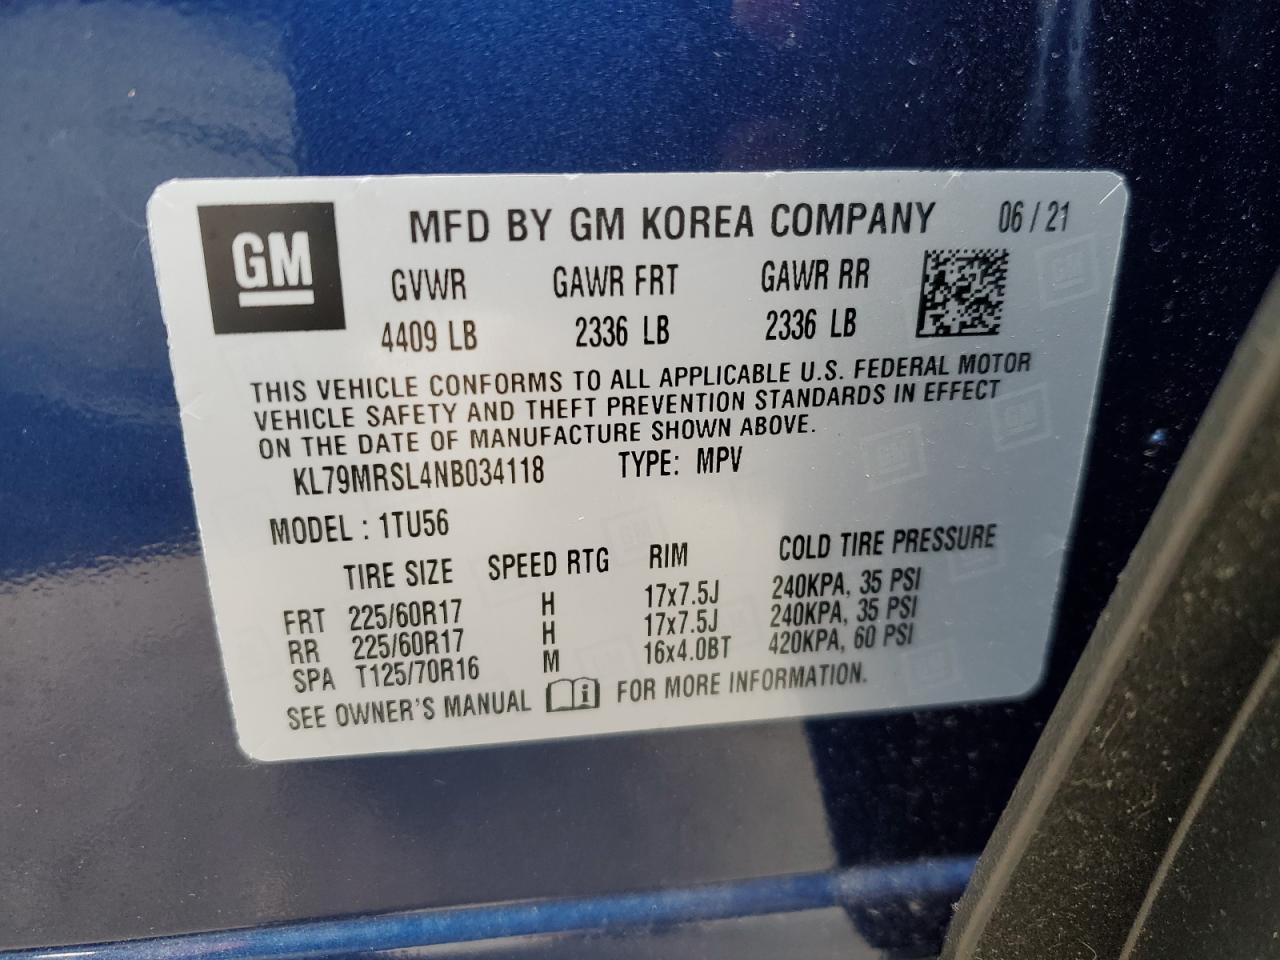 GM
MFD BY GM KOREA COMPANY 06 / 21
GVWR GAWR FRT GAWR RR
4409 LB 2336 LB 2336 LB
THIS VEHICLE CONFORMS TO ALL APPLICABLE U.S. FEDERAL MOTOR
VEHICLE SAFETY AND THEFT PREVENTION STANDARDS IN EFFECT
ON THE DATE OF MANUFACTURE SHOWN ABOVE.
KL79MRSL4NB034118 TYPE: MPV
MODEL : 1TU56
TIRE SIZE SPEED RTG RIM COLD TIRE PRESSURE
FRT 225/60R17 H 17x7.5J 240KPA, 35 PSI
RR 225/60R17 H 17x7.5J 240KPA, 35 PSI
SPA T125/70R16 M 16x4.0BT 420KPA, 60 PSI
SEE OWNER'S MANUAL i FOR MORE INFORMATION.